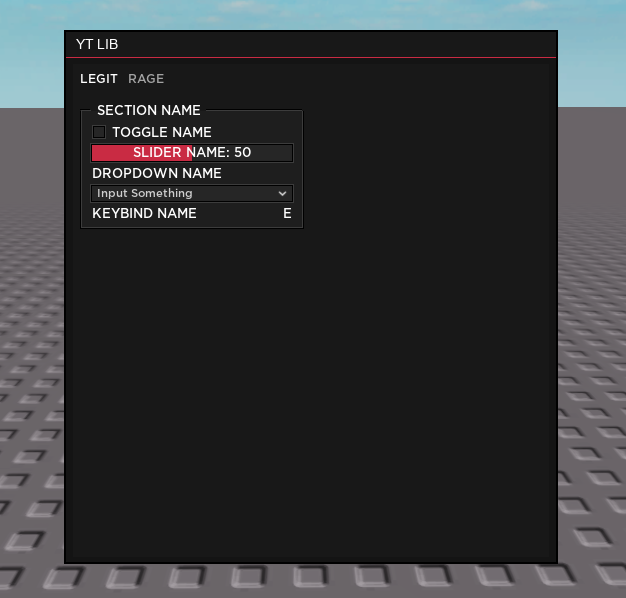 YT LIB
LEGIT RAGE
SECTION NAME
TOGGLE NAME
SLIDER NAME: 50
DROPDOWN NAME
Input Something
KEYBIND NAME E